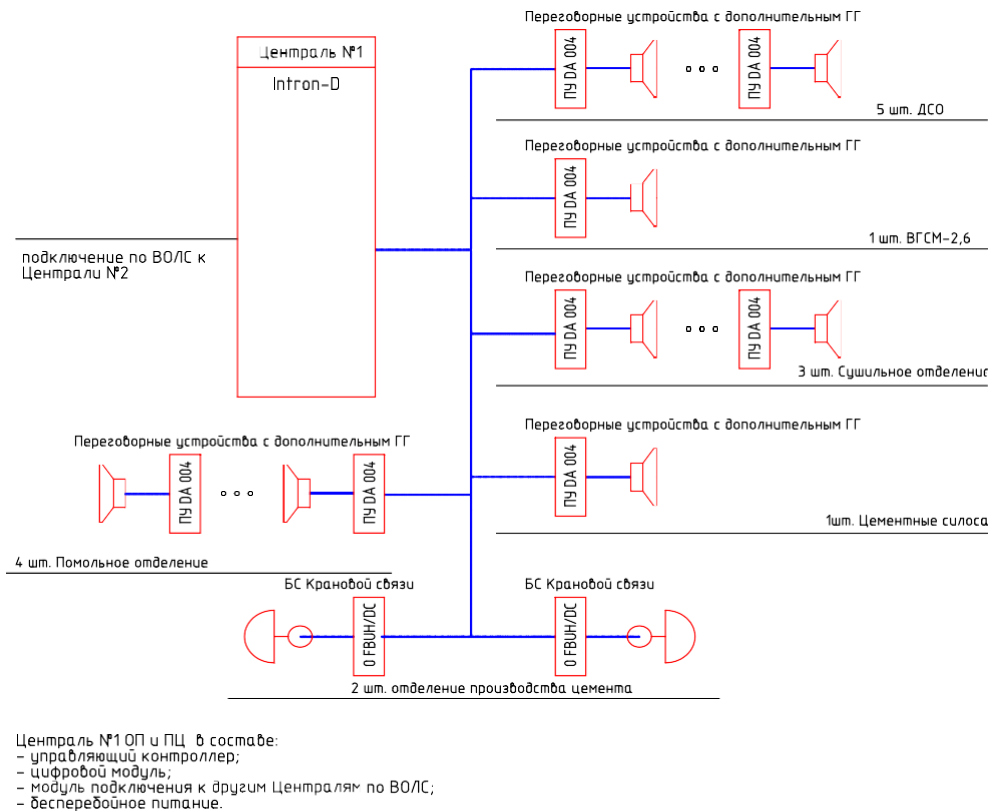 Переговорные устройства с дополнительным ГГ
Централь №1
Intron-D
ПУ DA 004
ПУ DA 004
5 шт. ДСО
Переговорные устройства с дополнительным ГГ
ПУ DA 004
1 шт. ВГСМ-2,6
подключение по ВОЛС к
Централи №2
Переговорные устройства с дополнительным ГГ
ПУ DA 004
ПУ DA 004
3 шт. Сушильное отделение
Переговорные устройства с дополнительным ГГ
ПУ DA 004
1шт. Цементные силоса
Переговорные устройства с дополнительным ГГ
ПУ DA 004
ПУ DA 004
4 шт. Помольное отделение
БС Крановой связи
БС Крановой связи
0 FBUH/DC
0 FBUH/DC
2 шт. отделение производства цемента
Централь №1 ОП и ПЦ в составе:
- управляющий контроллер;
- цифровой модуль;
- модуль подключения к другим Централям по ВОЛС;
- бесперебойное питание.